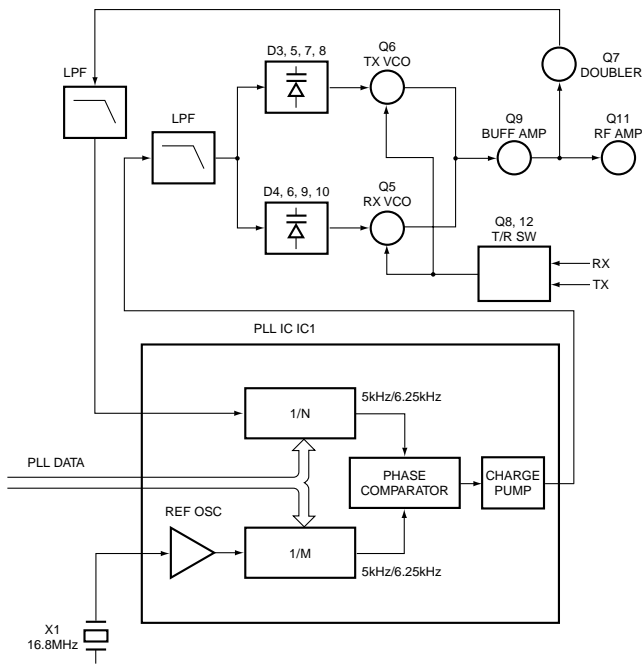 Q7
DOUBLER
D3, 5, 7, 8
Q6
TX VCO
LPF
LPF
Q9
BUFF AMP
Q11
RF AMP
D4, 6, 9, 10
Q5
RX VCO
Q8, 12
T/R SW
RX
TX
PLL IC IC1
5kHz/6.25kHz
1/N
PLL DATA
PHASE
COMPARATOR
CHARGE
PUMP
REF OSC
1/M
5kHz/6.25kHz
X1
16.8MHz